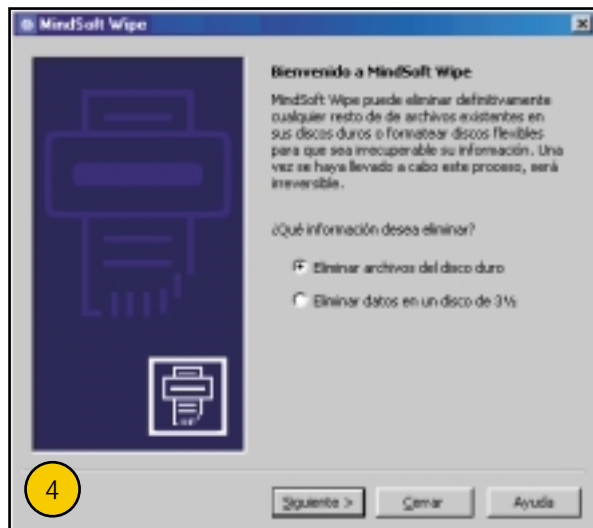 MindSoft Wipe
Bienvenido a MindSoft Wipe
MindSoft Wipe puede eliminar definitivamente
cualquier resto de de archivos existentes en
sus discos duros o formatear discos flexibles
para que sea irrecuperable su información. Una
vez se haya llevado a cabo este proceso, será
irreversible.
¿Qué información desea eliminar?
Eliminar archivos del disco duro
Eliminar datos en un disco de 3½
4
Siguiente >
Cerrar
Ayuda